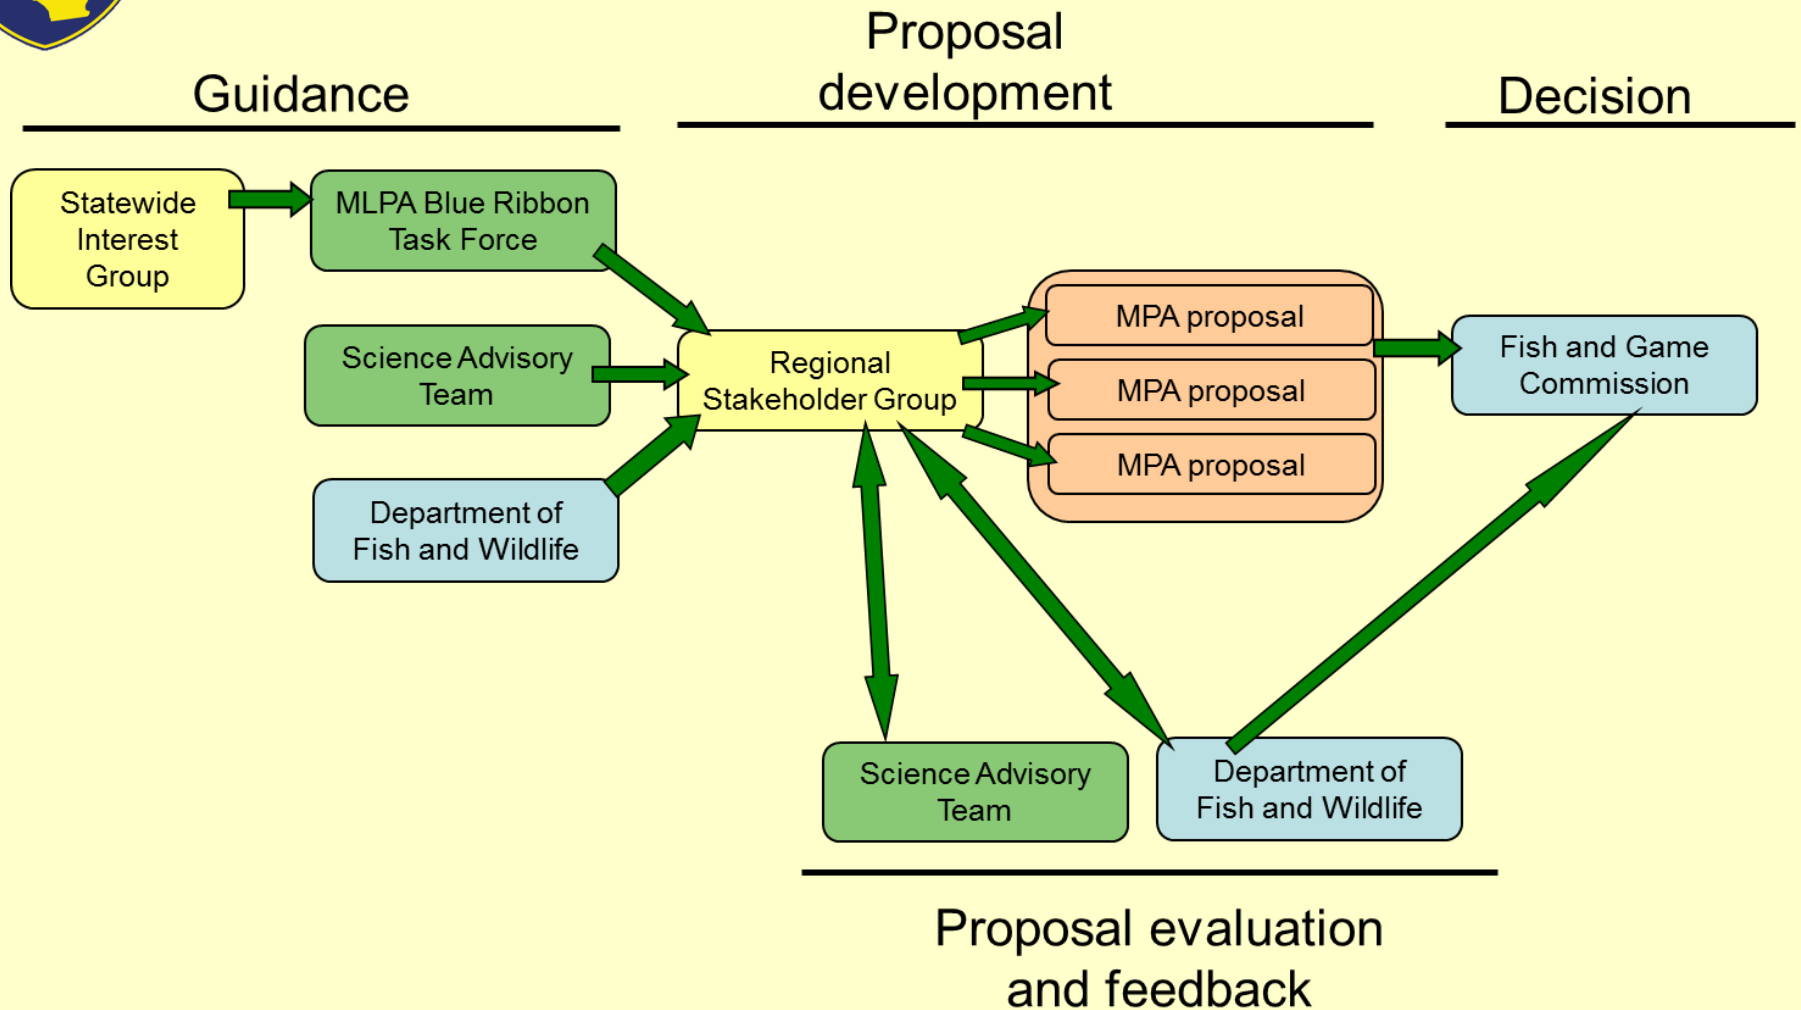 Guidance
Proposal
development
Decision
Statewide
Interest
Group
MLPA Blue Ribbon
Task Force
Science Advisory
Team
Department of
Fish and Wildlife
Regional
Stakeholder Group
MPA proposal
MPA proposal
MPA proposal
Fish and Game
Commission
Science Advisory
Team
Department of
Fish and Wildlife
Proposal evaluation
and feedback